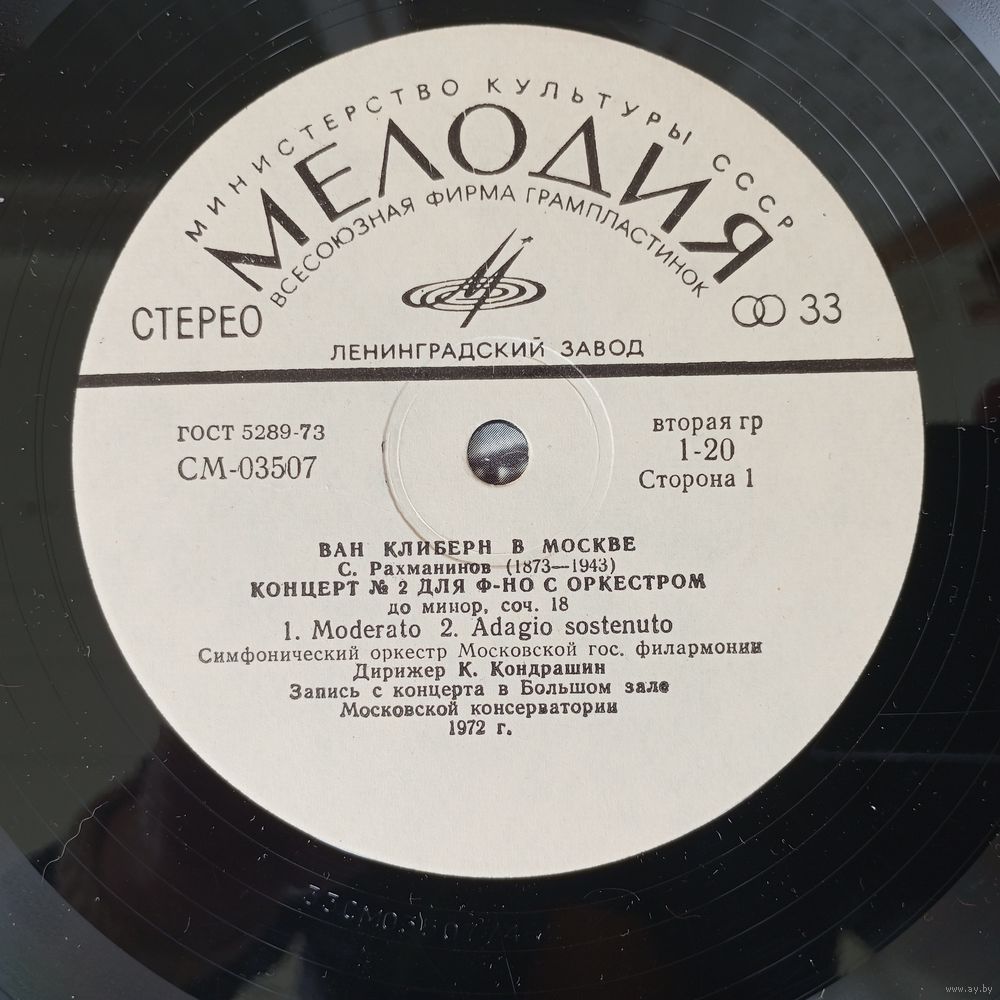 МИНИСТЕРСТВО КУЛЬТУРЫ СССР
МЕЛОДИЯ
ВСЕСОЮЗНАЯ ФИРМА ГРАМПЛАСТИНОК
СТЕРЕО
33
ЛЕНИНГРАДСКИЙ ЗАВОД
ГОСТ 5289-73
СМ-03507
вторая гр
1-20
Сторона 1
ВАН КЛИБЕРН В МОСКВЕ
С. Рахманинов (1873—1943)
КОНЦЕРТ № 2 ДЛЯ Ф-НО С ОРКЕСТРОМ
до минор, соч. 18
1. Moderato 2. Adagio sostenuto
Симфонический оркестр Московской гос. филармонии
Дирижер К. Кондрашин
Запись с концерта в Большом зале
Московской консерватории
1972 г.
www.ay.by